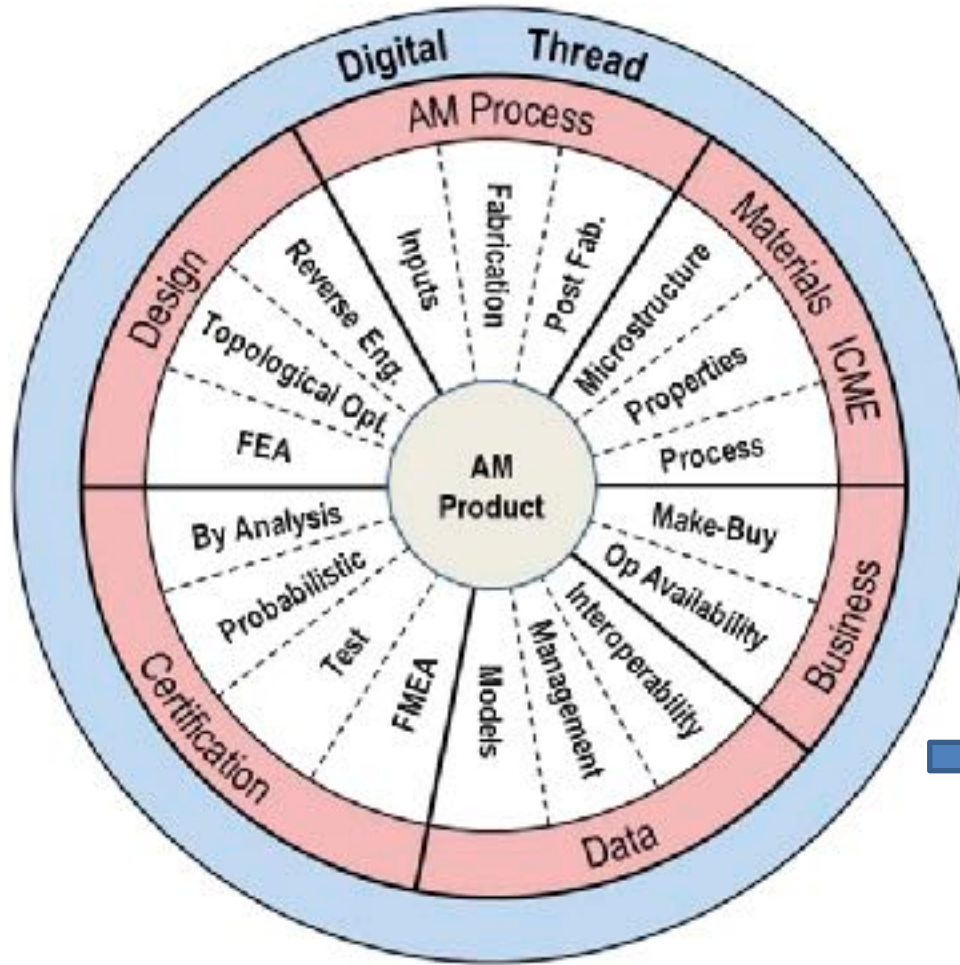 Digital Thread
AM Process
Materials ICME
Business
Data
Certification
Design
Inputs
Fabrication
Post Fab.
Microstructure
Properties
Process
Make-Buy
Op Availability
Interoperability
Management
Models
FMEA
Test
Probabilistic
By Analysis
FEA
Topological Opt.
Reverse Eng.
AM
Product